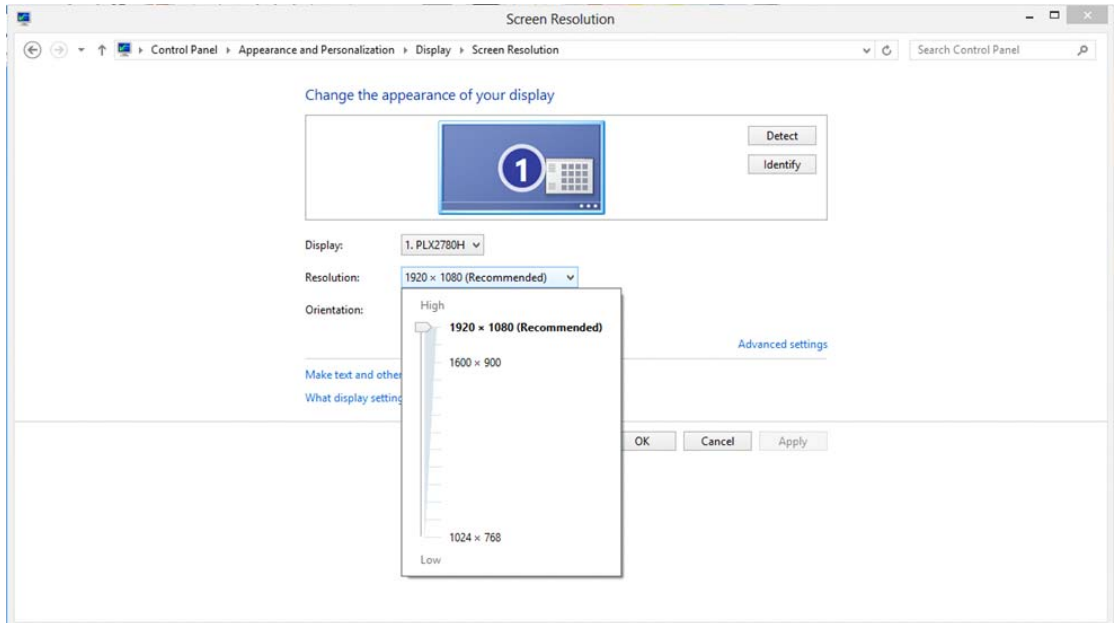 Screen Resolution
Control Panel Appearance and Personalization Display Screen Resolution
Search Control Panel
Change the appearance of your display
1
Detect
Identify
Display: 1. PLX2780H
Resolution: 1920 × 1080 (Recommended)
Orientation:
High
1920 × 1080 (Recommended)
1600 × 900
1024 × 768
Low
Advanced settings
Make text and other
What display setting
OK Cancel Apply